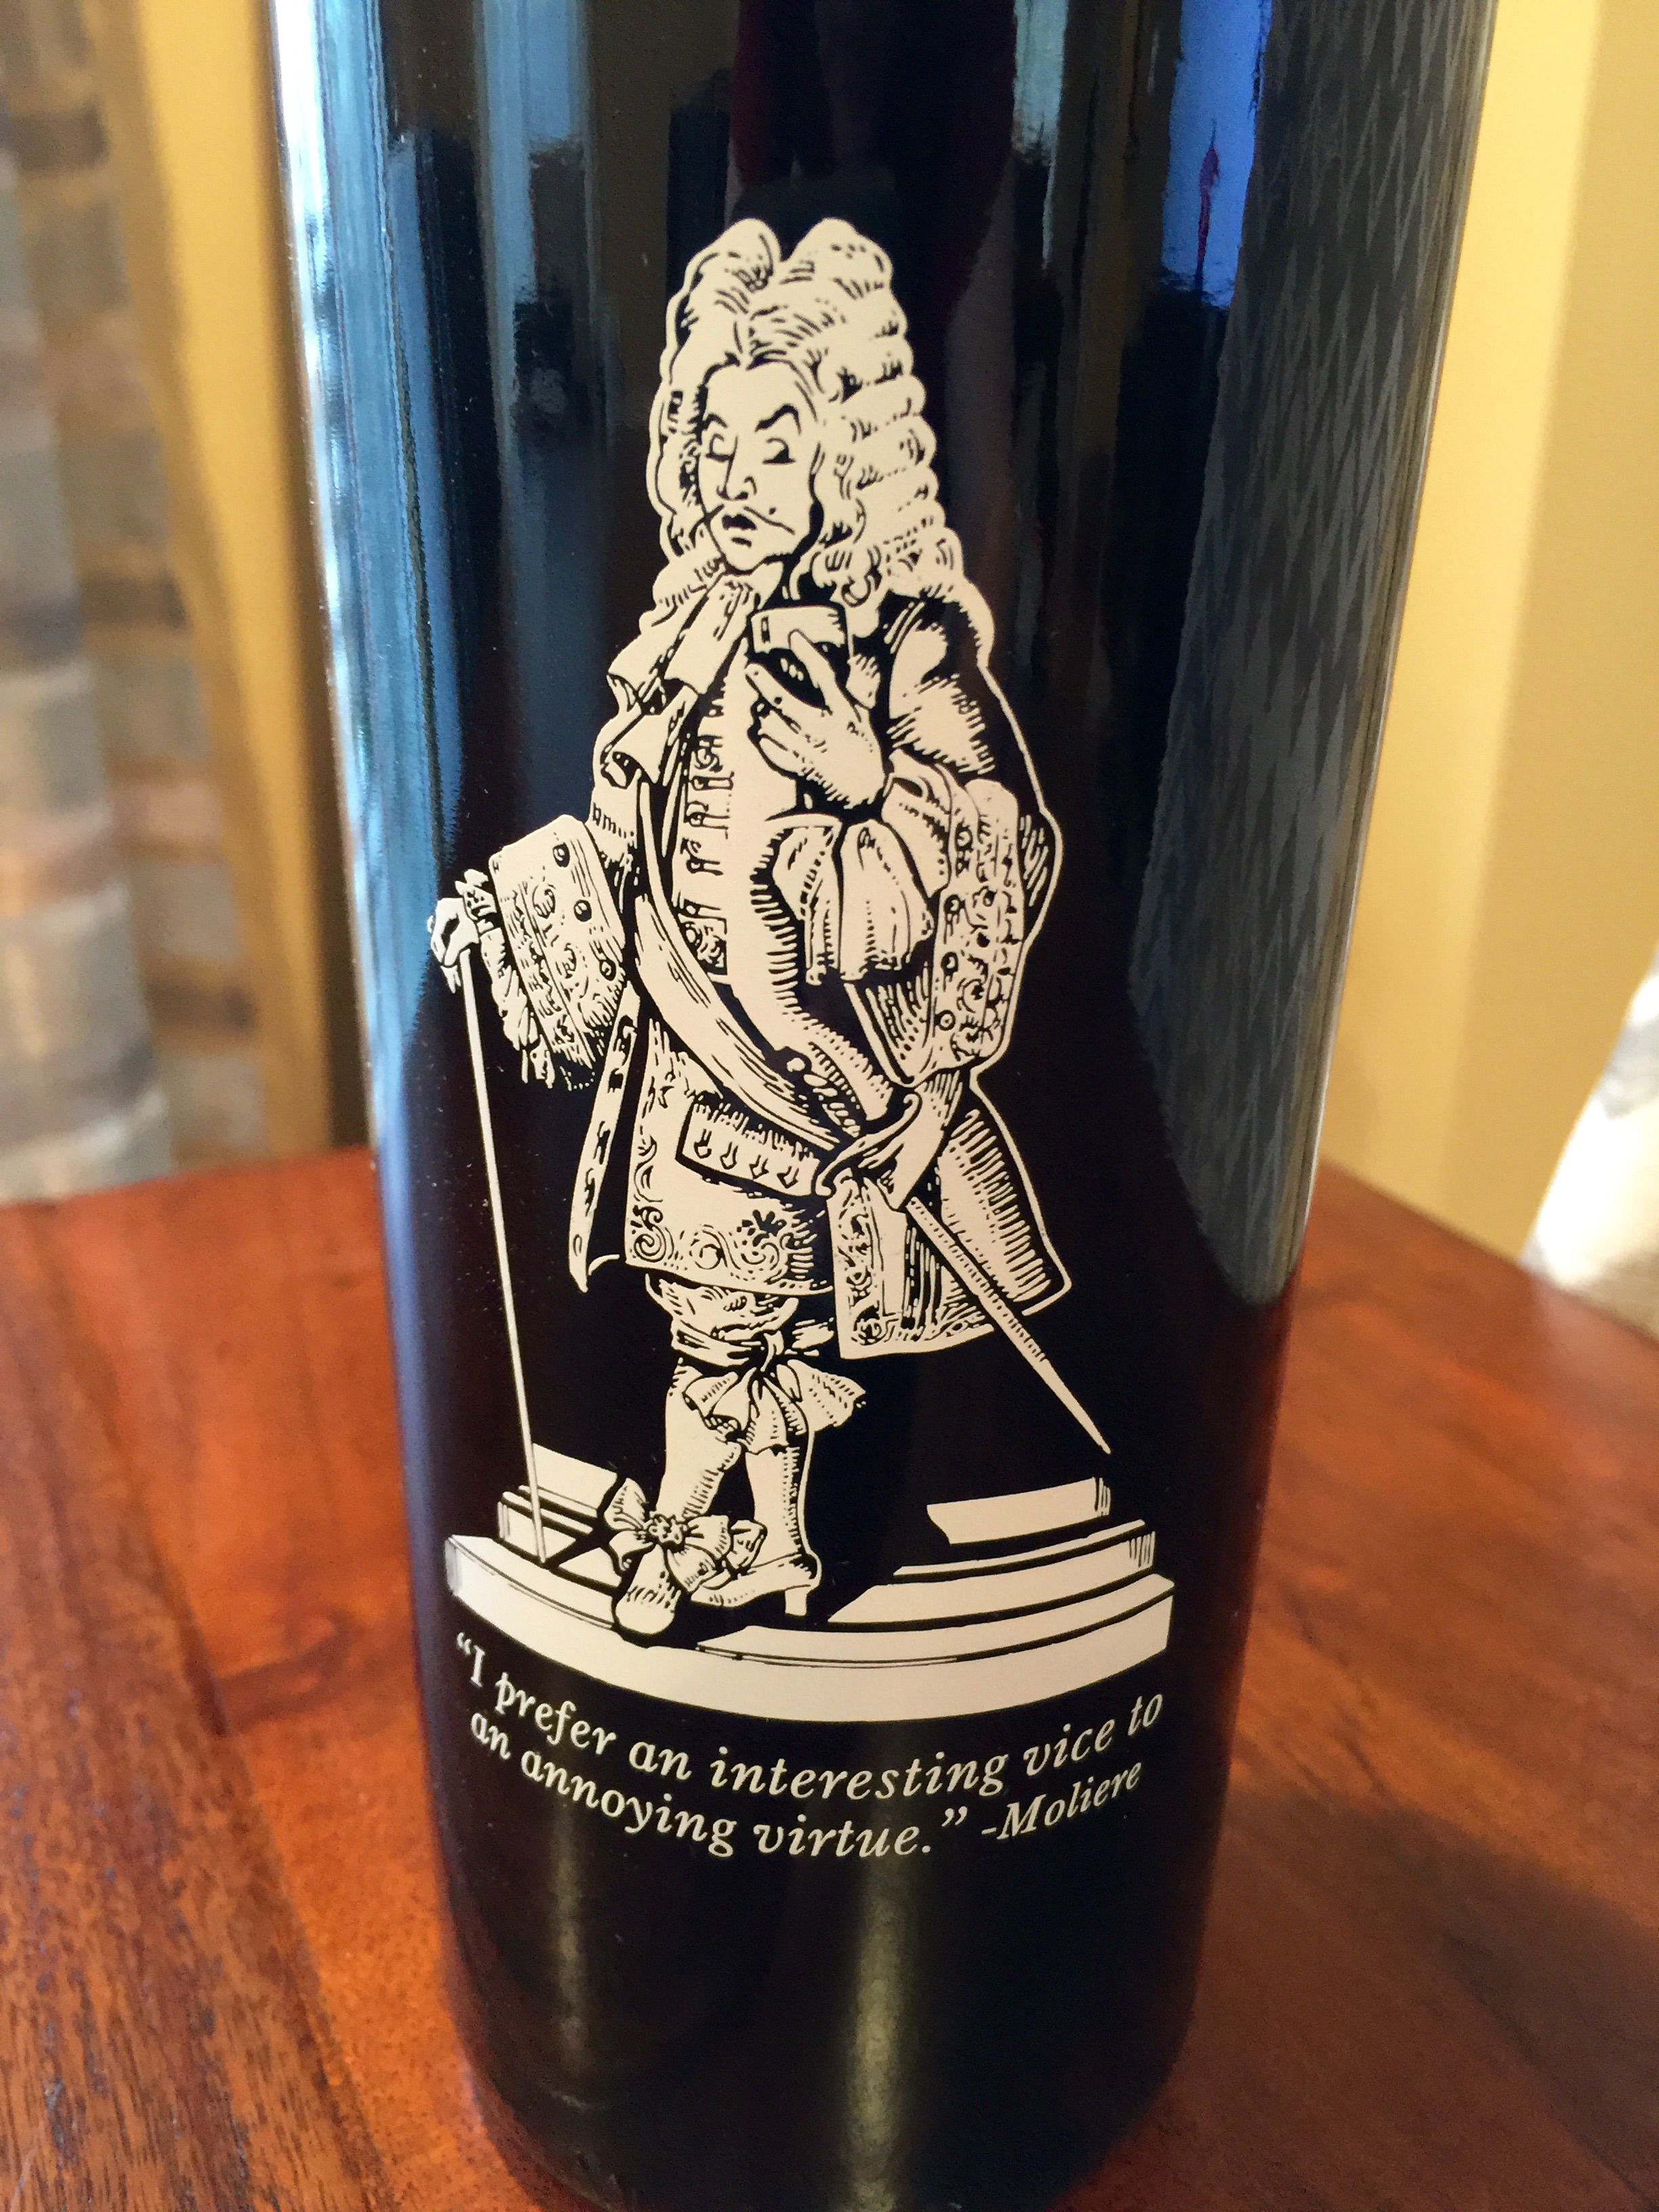 “I prefer an interesting vice to
an annoying virtue.” -Moliere